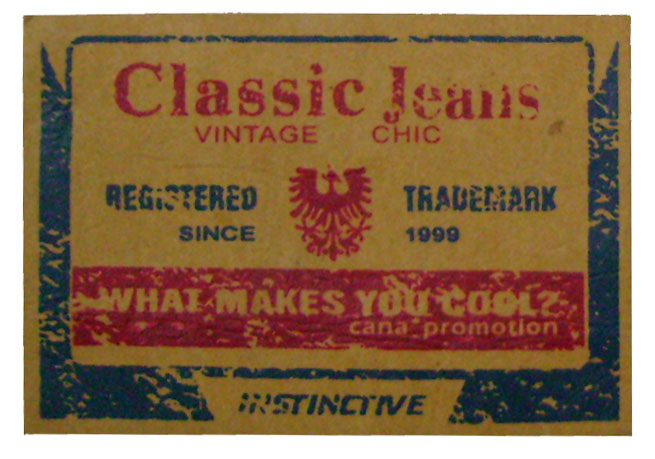 Classic Jeans
VINTAGE CHIC
REGISTERED TRADEMARK
SINCE 1999
WHAT MAKES YOU COOL?
cana promotion
INSTINCTIVE